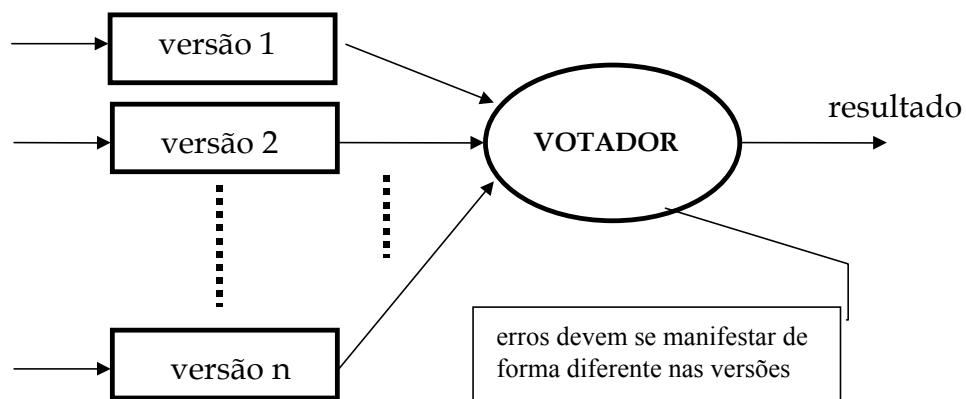 versão 1
versão 2
VOTADOR
resultado
versão n
erros devem se manifestar de
forma diferente nas versões